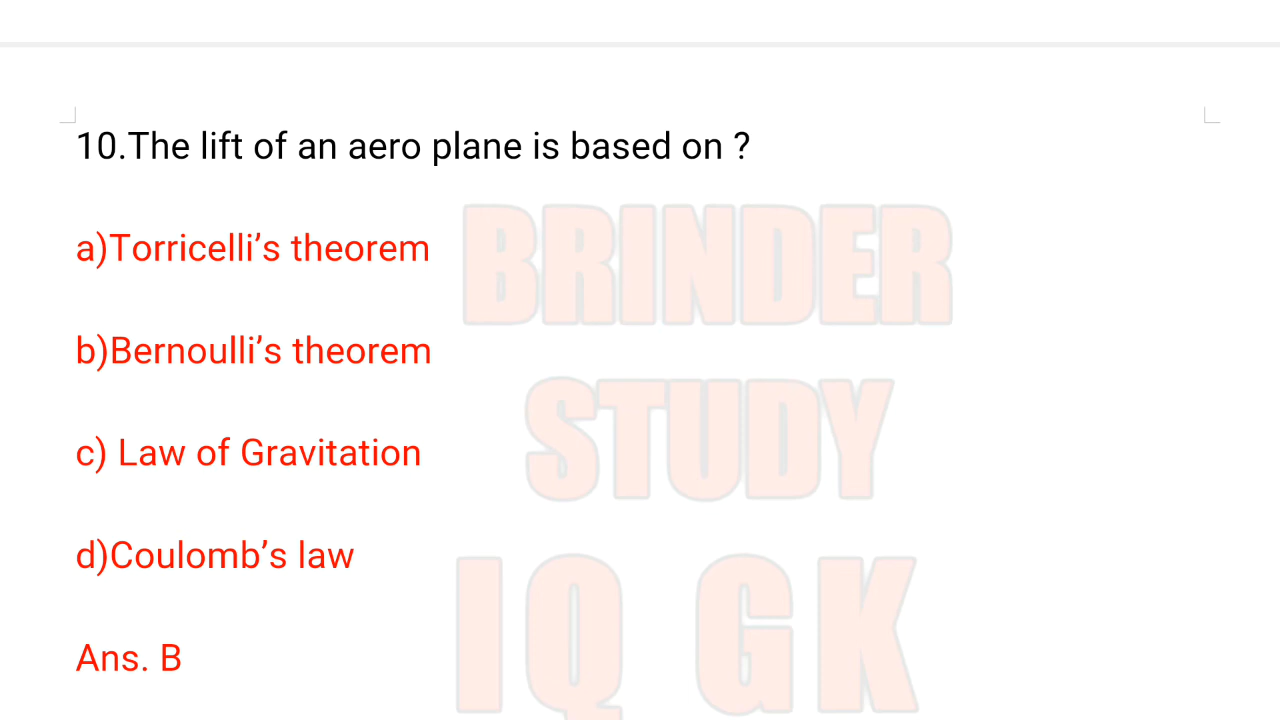 10.The lift of an aero plane is based on ?
a)Torricelli’s theorem
b)Bernoulli’s theorem
c) Law of Gravitation
d)Coulomb’s law
Ans. B
BRINDER
STUDY
IQ GK